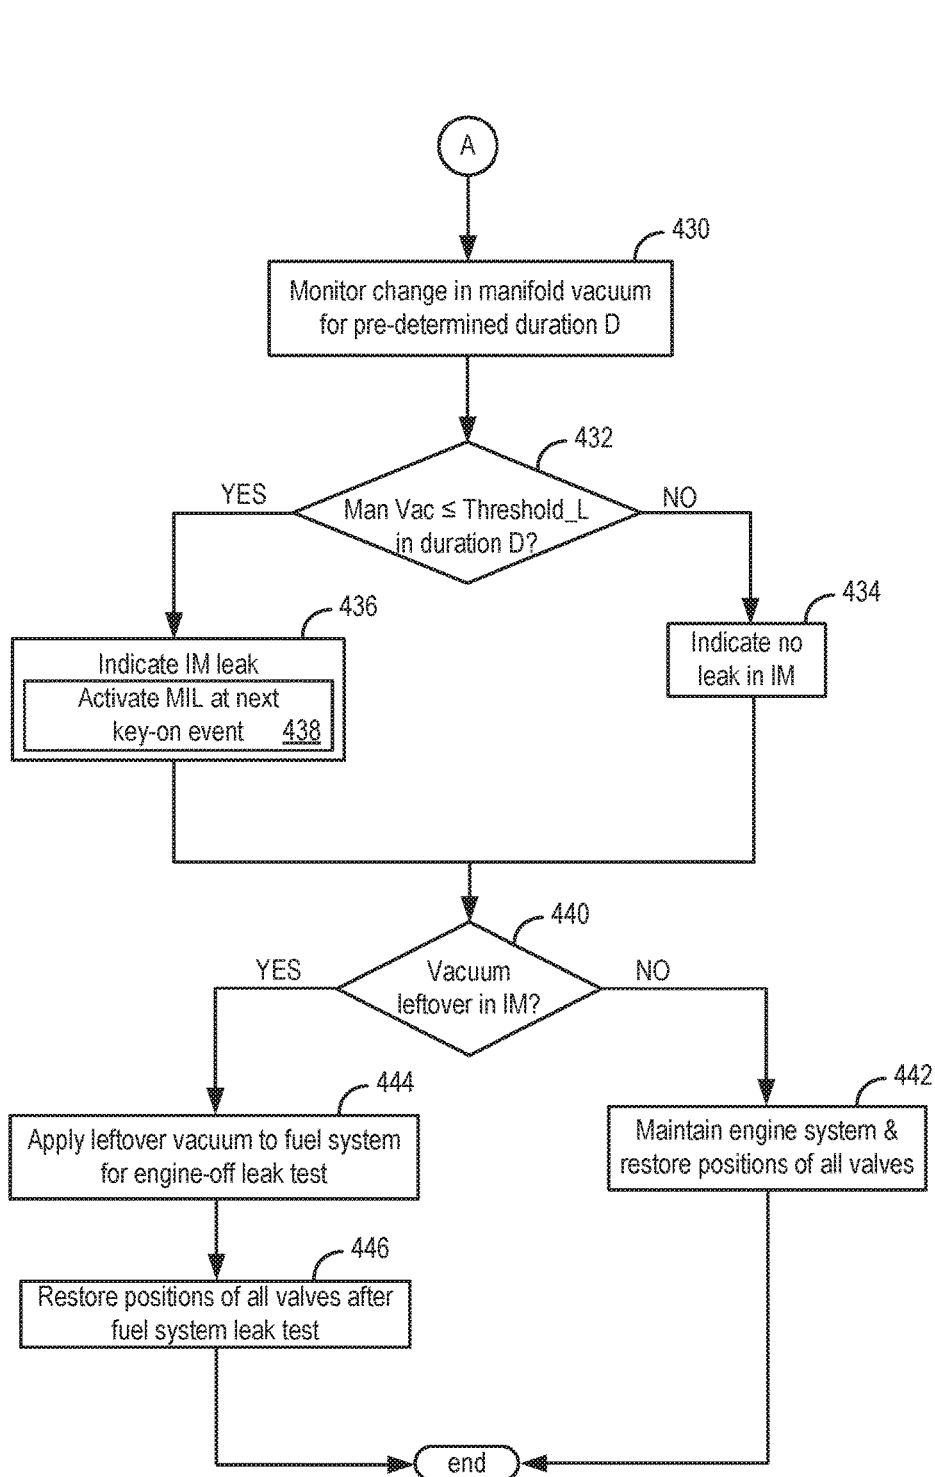 A
430
Monitor change in manifold vacuum
for pre-determined duration D
432
YES
NO
Man Vac ≤ Threshold_L
in duration D?
436
434
Indicate IM leak
Activate MIL at next
key-on event 438
Indicate no
leak in IM
440
YES
NO
Vacuum
leftover in IM?
444
442
Apply leftover vacuum to fuel system
for engine-off leak test
Maintain engine system &
restore positions of all valves
446
Restore positions of all valves after
fuel system leak test
end